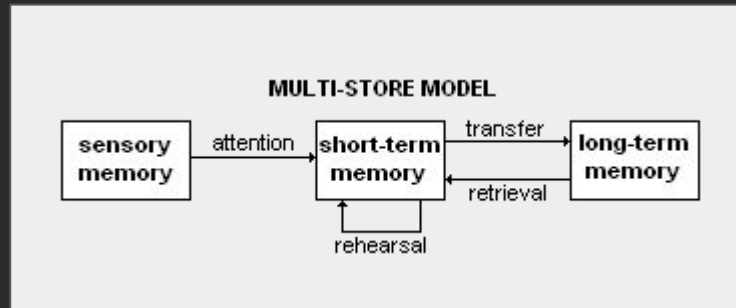 MULTI-STORE MODEL
sensory
memory
attention
short-term
memory
transfer
retrieval
long-term
memory
rehearsal